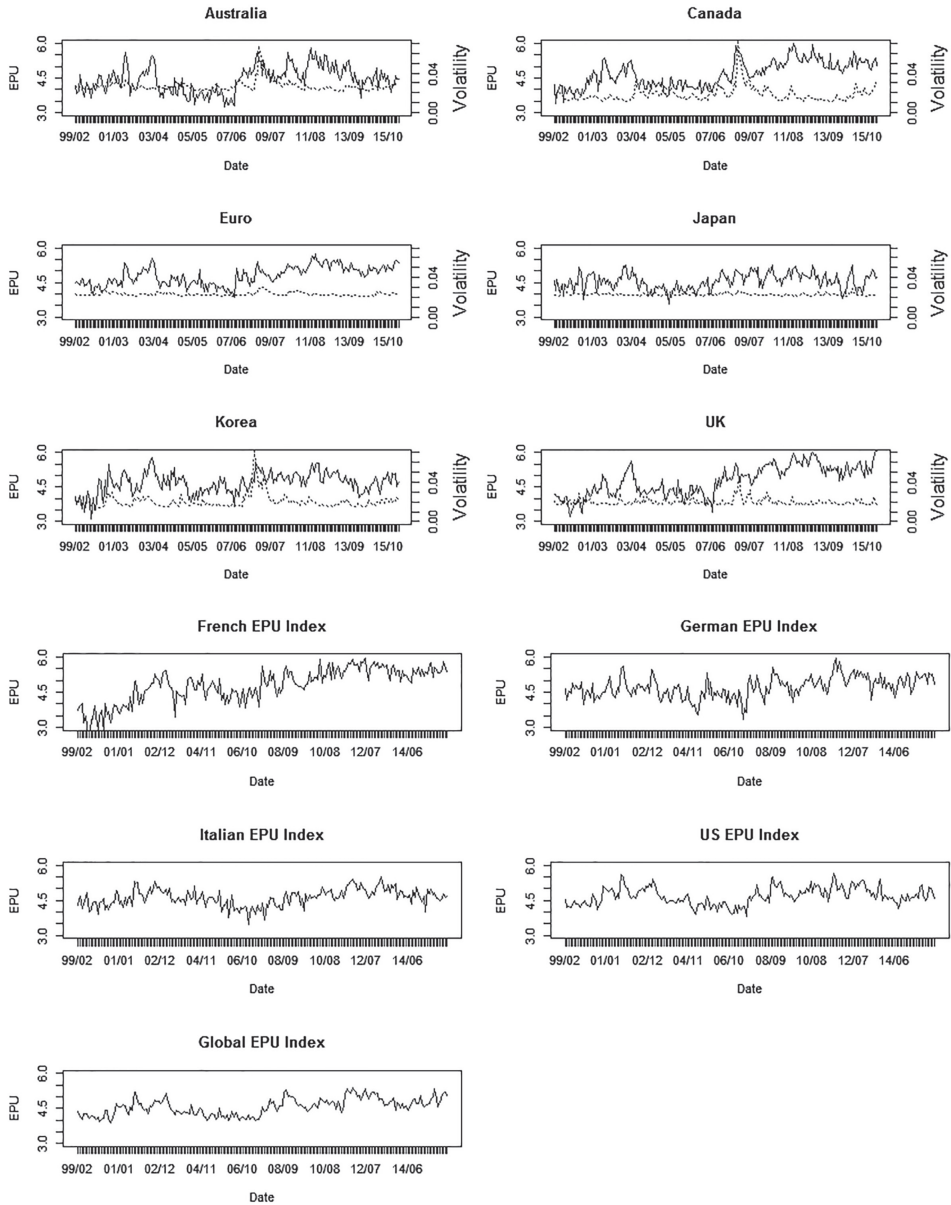 Australia
EPU
3.0 4.5 6.0
0.00 0.04
Volatility
99/02 01/03 03/04 05/05 07/06 09/07 11/08 13/09 15/10
Date
Canada
EPU
3.0 4.5 6.0
0.00 0.04
Volatility
99/02 01/03 03/04 05/05 07/06 09/07 11/08 13/09 15/10
Date
Euro
EPU
3.0 4.5 6.0
0.00 0.04
Volatility
99/02 01/03 03/04 05/05 07/06 09/07 11/08 13/09 15/10
Date
Japan
EPU
3.0 4.5 6.0
0.00 0.04
Volatility
99/02 01/03 03/04 05/05 07/06 09/07 11/08 13/09 15/10
Date
Korea
EPU
3.0 4.5 6.0
0.00 0.04
Volatility
99/02 01/03 03/04 05/05 07/06 09/07 11/08 13/09 15/10
Date
UK
EPU
3.0 4.5 6.0
0.00 0.04
Volatility
99/02 01/03 03/04 05/05 07/06 09/07 11/08 13/09 15/10
Date
French EPU Index
EPU
3.0 4.5 6.0
99/02 01/01 02/12 04/11 06/10 08/09 10/08 12/07 14/06
Date
German EPU Index
EPU
3.0 4.5 6.0
99/02 01/01 02/12 04/11 06/10 08/09 10/08 12/07 14/06
Date
Italian EPU Index
EPU
3.0 4.5 6.0
99/02 01/01 02/12 04/11 06/10 08/09 10/08 12/07 14/06
Date
US EPU Index
EPU
3.0 4.5 6.0
99/02 01/01 02/12 04/11 06/10 08/09 10/08 12/07 14/06
Date
Global EPU Index
EPU
3.0 4.5 6.0
99/02 01/01 02/12 04/11 06/10 08/09 10/08 12/07 14/06
Date